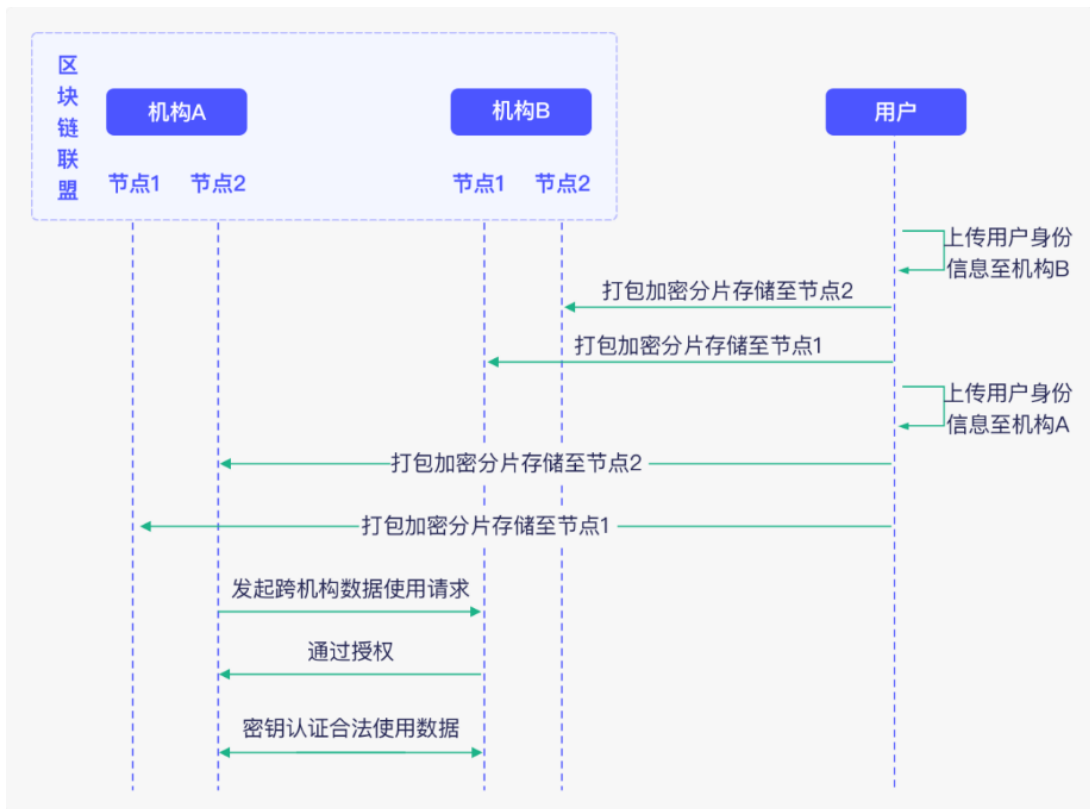 区块链联盟
机构A
机构B
用户
节点1
节点2
节点1
节点2
上传用户身份
信息至机构B
打包加密分片存储至节点2
打包加密分片存储至节点1
上传用户身份
信息至机构A
打包加密分片存储至节点2
打包加密分片存储至节点1
发起跨机构数据使用请求
通过授权
密钥认证合法使用数据